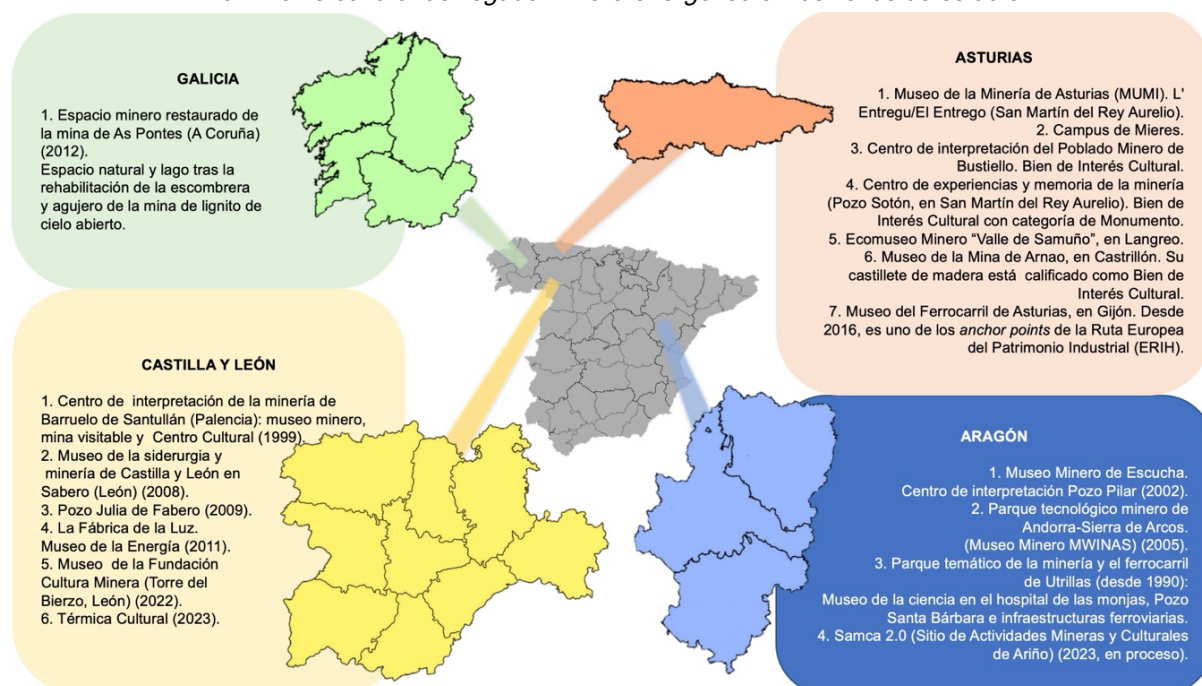 GALICIA
1. Espacio minero restaurado de
la mina de As Pontes (A Coruña)
(2012).
Espacio natural y lago tras la
rehabilitación de la escombrera
y agujero de la mina de lignito de
cielo abierto.
ASTURIAS
1. Museo de la Minería de Asturias (MUMI). L'
Entregu/El Entrego (San Martín del Rey Aurelio).
2. Campus de Mieres.
3. Centro de interpretación del Poblado Minero de
Bustiello. Bien de Interés Cultural.
4. Centro de experiencias y memoria de la minería
(Pozo Sotón, en San Martín del Rey Aurelio). Bien de
Interés Cultural con categoría de Monumento.
5. Ecomuseo Minero “Valle de Samuño”, en Langreo.
6. Museo de la Mina de Arnao, en Castrillón. Su
castillete de madera está calificado como Bien de
Interés Cultural.
7. Museo del Ferrocarril de Asturias, en Gijón. Desde
2016, es uno de los anchor points de la Ruta Europea
del Patrimonio Industrial (ERIH).
CASTILLA Y LEÓN
1. Centro de interpretación de la minería de
Barruelo de Santullán (Palencia): museo minero,
mina visitable y Centro Cultural (1999).
2. Museo de la siderurgia y
minería de Castilla y León en
Sabero (León) (2008).
3. Pozo Julia de Fabero (2009).
4. La Fábrica de la Luz.
Museo de la Energía (2011).
5. Museo de la Fundación
Cultura Minera (Torre del
Bierzo, León) (2022).
6. Térmica Cultural (2023).
ARAGÓN
1. Museo Minero de Escucha.
Centro de interpretación Pozo Pilar (2002).
2. Parque tecnológico minero de
Andorra-Sierra de Arcos.
(Museo Minero MWINAS) (2005).
3. Parque temático de la minería y el ferrocarril
de Utrillas (desde 1990):
Museo de la ciencia en el hospital de las monjas, Pozo
Santa Bárbara e infraestructuras ferroviarias.
4. Samca 2.0 (Sitio de Actividades Mineras y Culturales
de Ariño) (2023, en proceso).